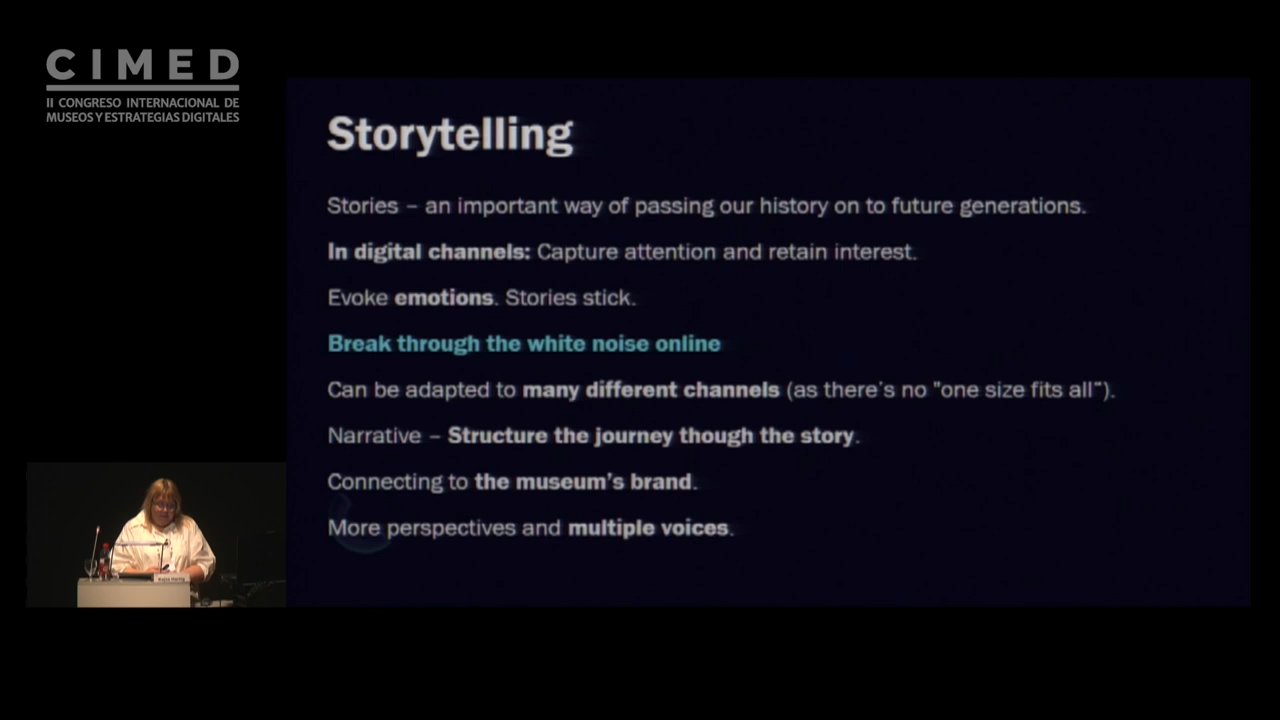 CIMED
II CONGRESO INTERNACIONAL DE
MUSEOS Y ESTRATEGIAS DIGITALES
Storytelling
Stories – an important way of passing our history on to future generations.
In digital channels: Capture attention and retain interest.
Evoke emotions. Stories stick.
Break through the white noise online
Can be adapted to many different channels (as there's no "one size fits all").
Narrative – Structure the journey though the story.
Connecting to the museum's brand.
More perspectives and multiple voices.